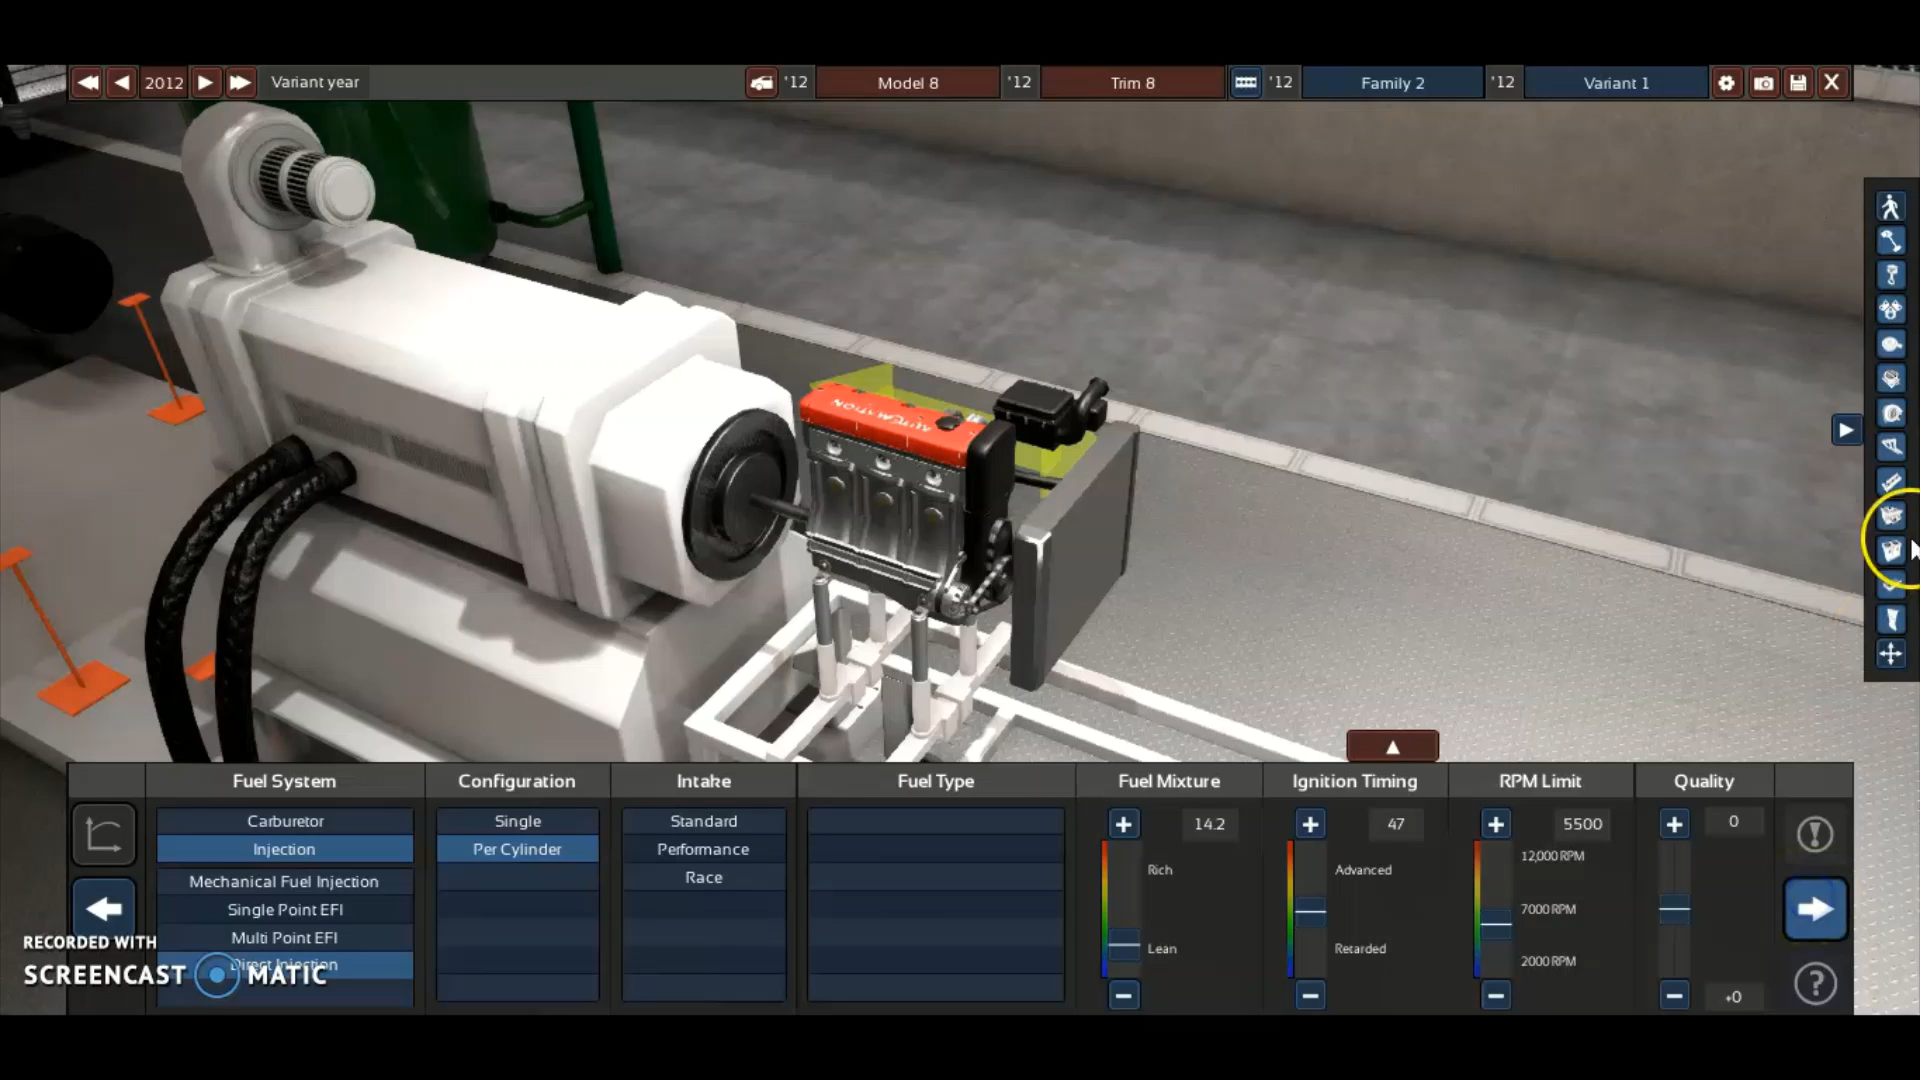 2012 Variant year '12 Model 8 '12 Trim 8 '12 Family 2 '12 Variant 1
AUTOMATION
Fuel System Configuration Intake Fuel Type Fuel Mixture Ignition Timing RPM Limit Quality
Carburetor Single Standard 14.2 47 5500 0
Injection Per Cylinder Performance 12,000 RPM
Rich Advanced
Mechanical Fuel Injection Race
Single Point EFI 7000 RPM
Multi Point EFI Lean Retarded
Direct Injection 2000 RPM
+0
RECORDED WITH
SCREENCAST MATIC